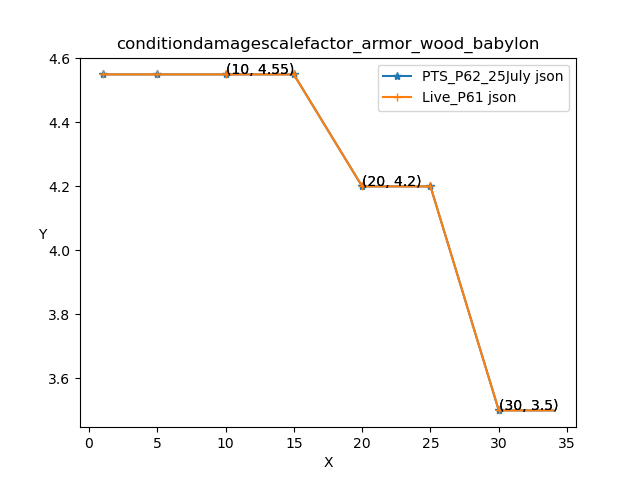 conditiondamagescalefactor_armor_wood_babylon
PTS_P62_25July json
Live_P61 json
(10, 4.55)
(20, 4.2)
(30, 3.5)
Y
4.6
4.4
4.2
4.0
3.8
3.6
0 5 10 15 20 25 30 35
X